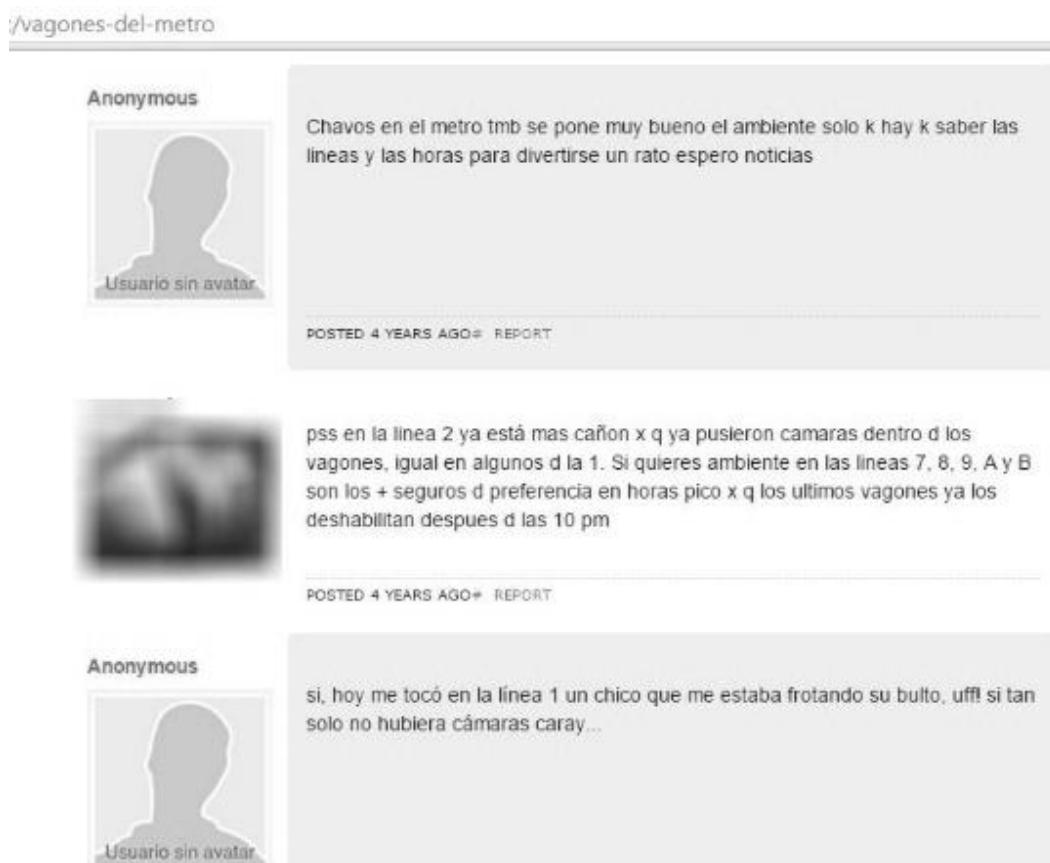 :/vagones-del-metro
Anonymous
Usuario sin avatar
Chavos en el metro tmb se pone muy bueno el ambiente solo k hay k saber las
lineas y las horas para divertirse un rato espero noticias
POSTED 4 YEARS AGO# REPORT
pss en la linea 2 ya está mas cañon x q ya pusieron camaras dentro d los
vagones, igual en algunos d la 1. Si quieres ambiente en las lineas 7, 8, 9, A y B
son los + seguros d preferencia en horas pico x q los ultimos vagones ya los
deshabilitan despues d las 10 pm
POSTED 4 YEARS AGO# REPORT
Anonymous
Usuario sin avatar
si, hoy me tocó en la línea 1 un chico que me estaba frotando su bulto, uff!! si tan
solo no hubiera cámaras caray...